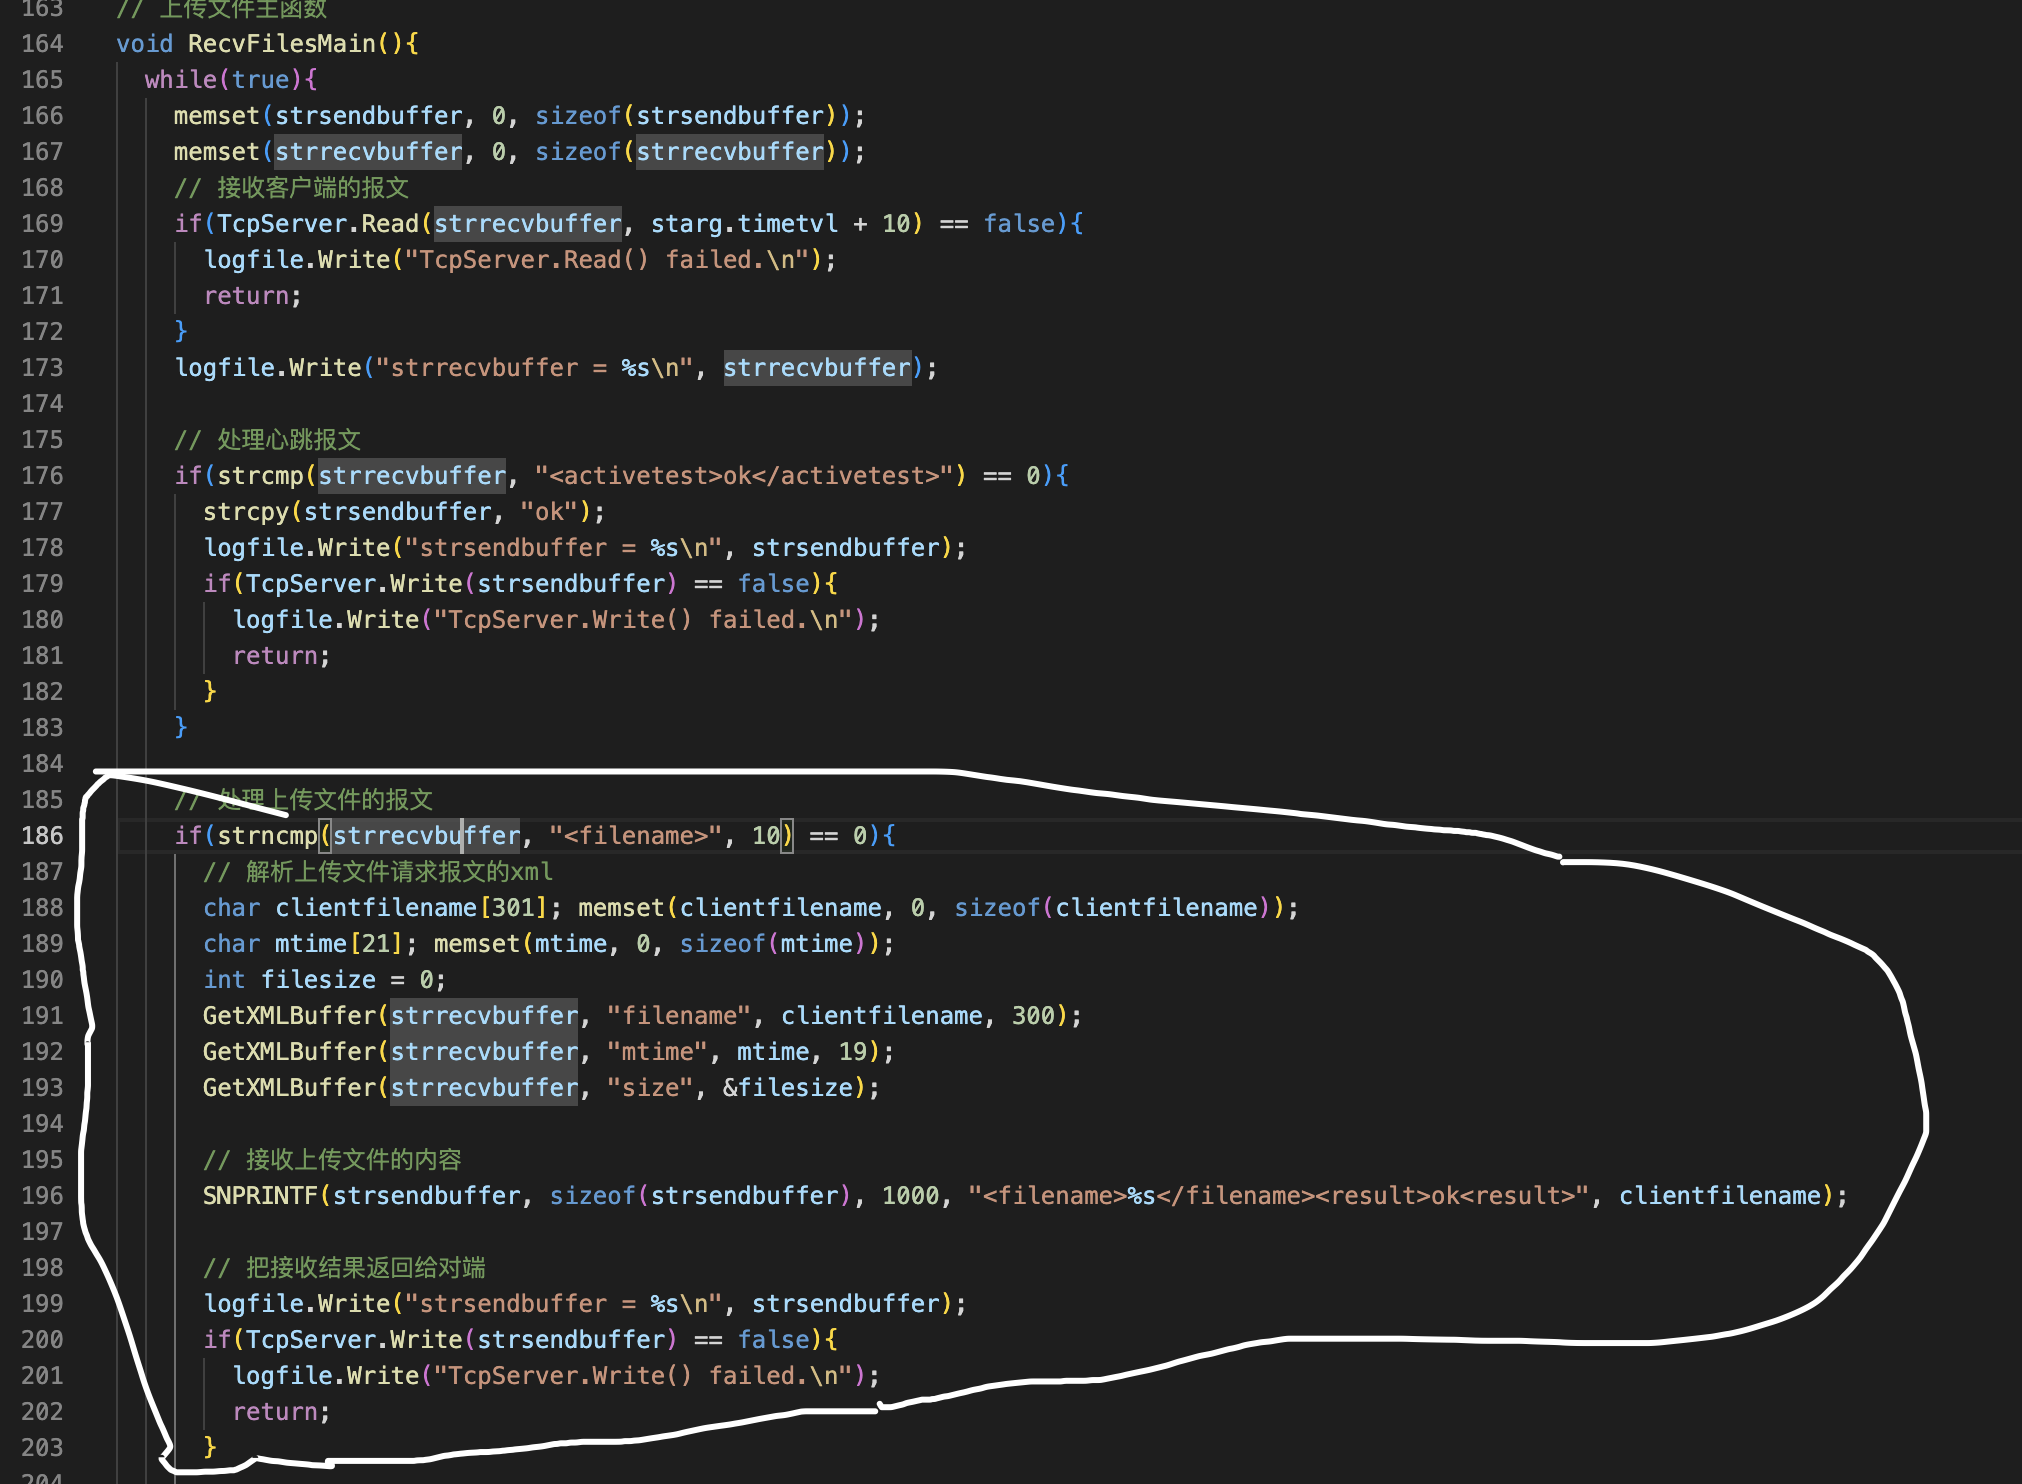 163 // 上传文件主函数
164 void RecvFilesMain(){
165 while(true){
166 memset(strsendbuffer, 0, sizeof(strsendbuffer));
167 memset(strrecvbuffer, 0, sizeof(strrecvbuffer));
168 // 接收客户端的报文
169 if(TcpServer.Read(strrecvbuffer, starg.timetvl + 10) == false){
170 logfile.Write("TcpServer.Read() failed.\n");
171 return;
172 }
173 logfile.Write("strrecvbuffer = %s\n", strrecvbuffer);
174
175 // 处理心跳报文
176 if(strcmp(strrecvbuffer, "<activetest>ok</activetest>") == 0){
177 strcpy(strsendbuffer, "ok");
178 logfile.Write("strsendbuffer = %s\n", strsendbuffer);
179 if(TcpServer.Write(strsendbuffer) == false){
180 logfile.Write("TcpServer.Write() failed.\n");
181 return;
182 }
183 }
184
185 // 处理上传文件的报文
186 if(strncmp(strrecvbuffer, "<filename>", 10) == 0){
187 // 解析上传文件请求报文的xml
188 char clientfilename[301]; memset(clientfilename, 0, sizeof(clientfilename));
189 char mtime[21]; memset(mtime, 0, sizeof(mtime));
190 int filesize = 0;
191 GetXMLBuffer(strrecvbuffer, "filename", clientfilename, 300);
192 GetXMLBuffer(strrecvbuffer, "mtime", mtime, 19);
193 GetXMLBuffer(strrecvbuffer, "size", &filesize);
194
195 // 接收上传文件的内容
196 SNPRINTF(strsendbuffer, sizeof(strsendbuffer), 1000, "<filename>%s</filename><result>ok<result>", clientfilename);
197
198 // 把接收结果返回给对端
199 logfile.Write("strsendbuffer = %s\n", strsendbuffer);
200 if(TcpServer.Write(strsendbuffer) == false){
201 logfile.Write("TcpServer.Write() failed.\n");
202 return;
203 }
204